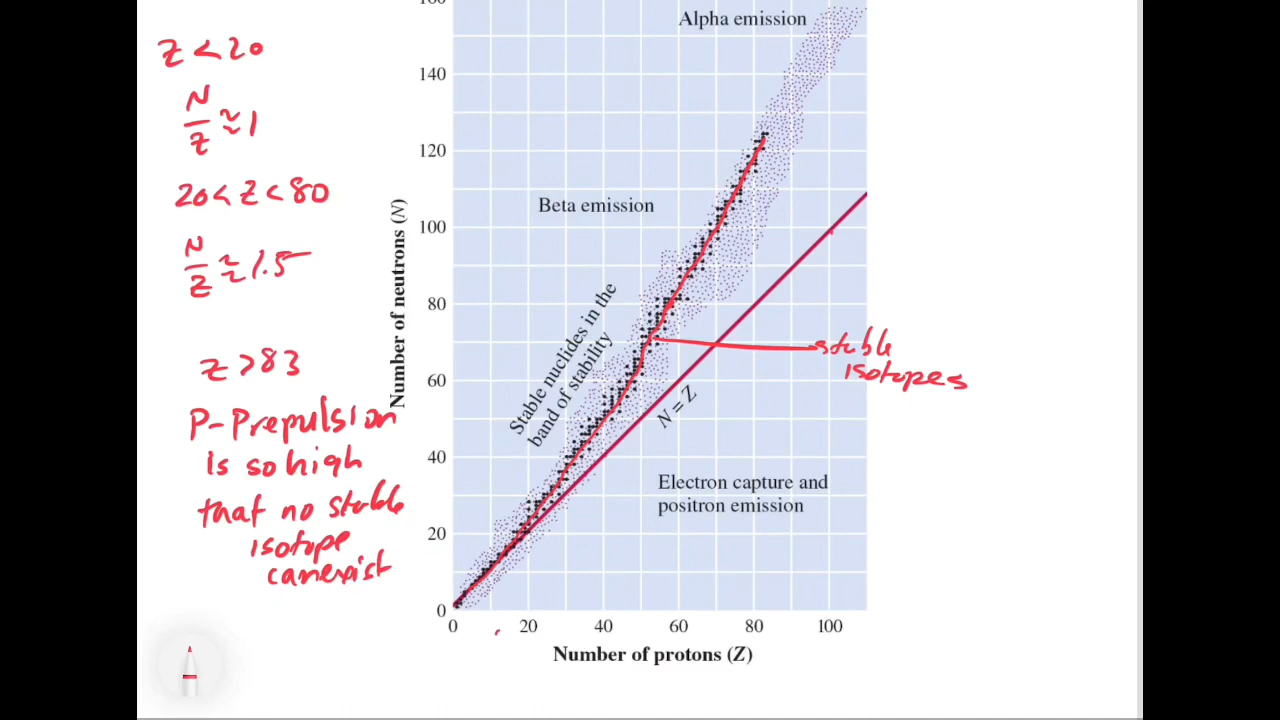 Z < 20
N/Z ≈ 1
20 < Z < 80
N/Z ≈ 1.5
Z > 83
P-P repulsion
is so high
that no stable
isotope
can exist
160
140
120
100
80
60
40
20
0
Number of neutrons (N)
Alpha emission
Beta emission
Stable nuclides in the
band of stability
N = Z
stable
isotopes
Electron capture and
positron emission
0 20 40 60 80 100
Number of protons (Z)